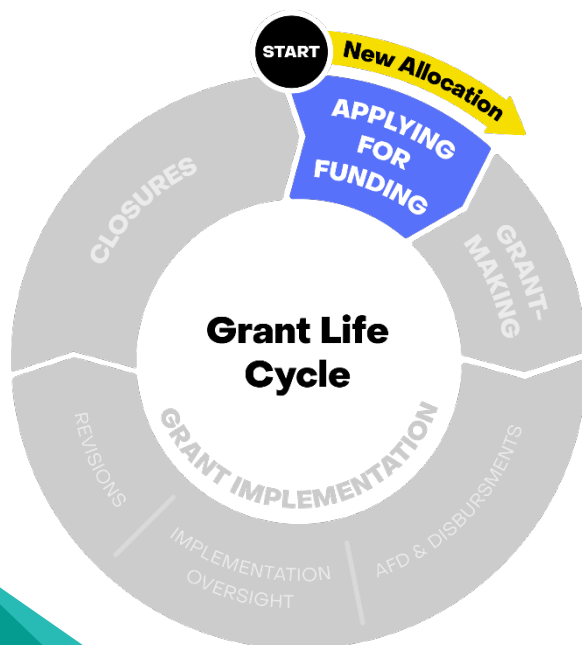 START
New Allocation
APPLYING
FOR
FUNDING
GRANT-
MAKING
AFD & DISBURSMENTS
IMPLEMENTATION
OVERSIGHT
REVISIONS
GRANT IMPLEMENTATION
CLOSURES
Grant Life
Cycle